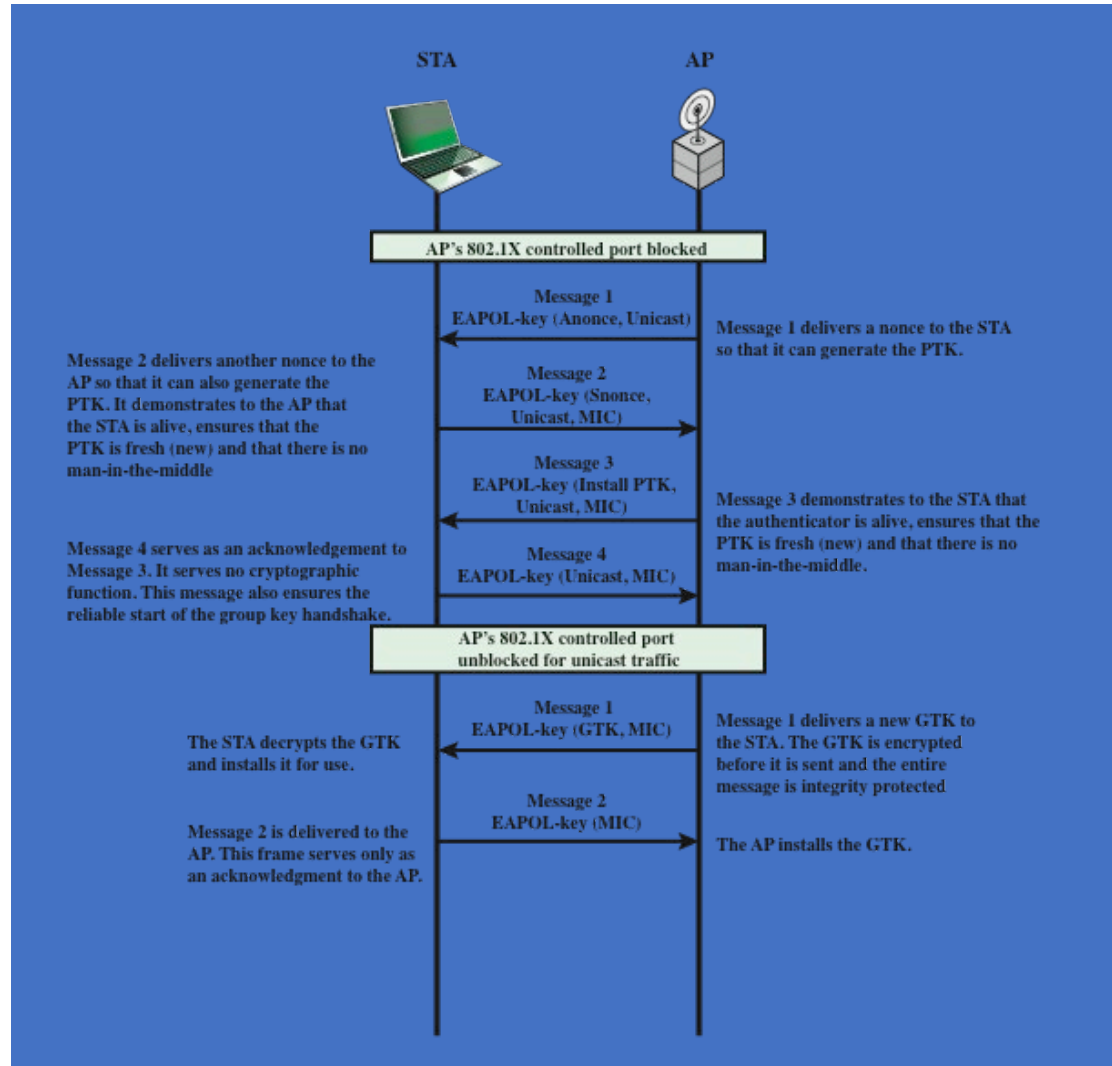 STA
AP
AP's 802.1X controlled port blocked
Message 1
EAPOL-key (Anonce, Unicast)
Message 1 delivers a nonce to the STA
so that it can generate the PTK.
Message 2 delivers another nonce to the
AP so that it can also generate the
PTK. It demonstrates to the AP that
the STA is alive, ensures that the
PTK is fresh (new) and that there is no
man-in-the-middle
Message 2
EAPOL-key (Snonce,
Unicast, MIC)
Message 3
EAPOL-key (Install PTK,
Unicast, MIC)
Message 3 demonstrates to the STA that
the authenticator is alive, ensures that the
PTK is fresh (new) and that there is no
man-in-the-middle.
Message 4 serves as an acknowledgement to
Message 3. It serves no cryptographic
function. This message also ensures the
reliable start of the group key handshake.
Message 4
EAPOL-key (Unicast, MIC)
AP's 802.1X controlled port
unblocked for unicast traffic
Message 1
EAPOL-key (GTK, MIC)
Message 1 delivers a new GTK to
the STA. The GTK is encrypted
before it is sent and the entire
message is integrity protected
The STA decrypts the GTK
and installs it for use.
Message 2
EAPOL-key (MIC)
Message 2 is delivered to the
AP. This frame serves only as
an acknowledgment to the AP.
The AP installs the GTK.